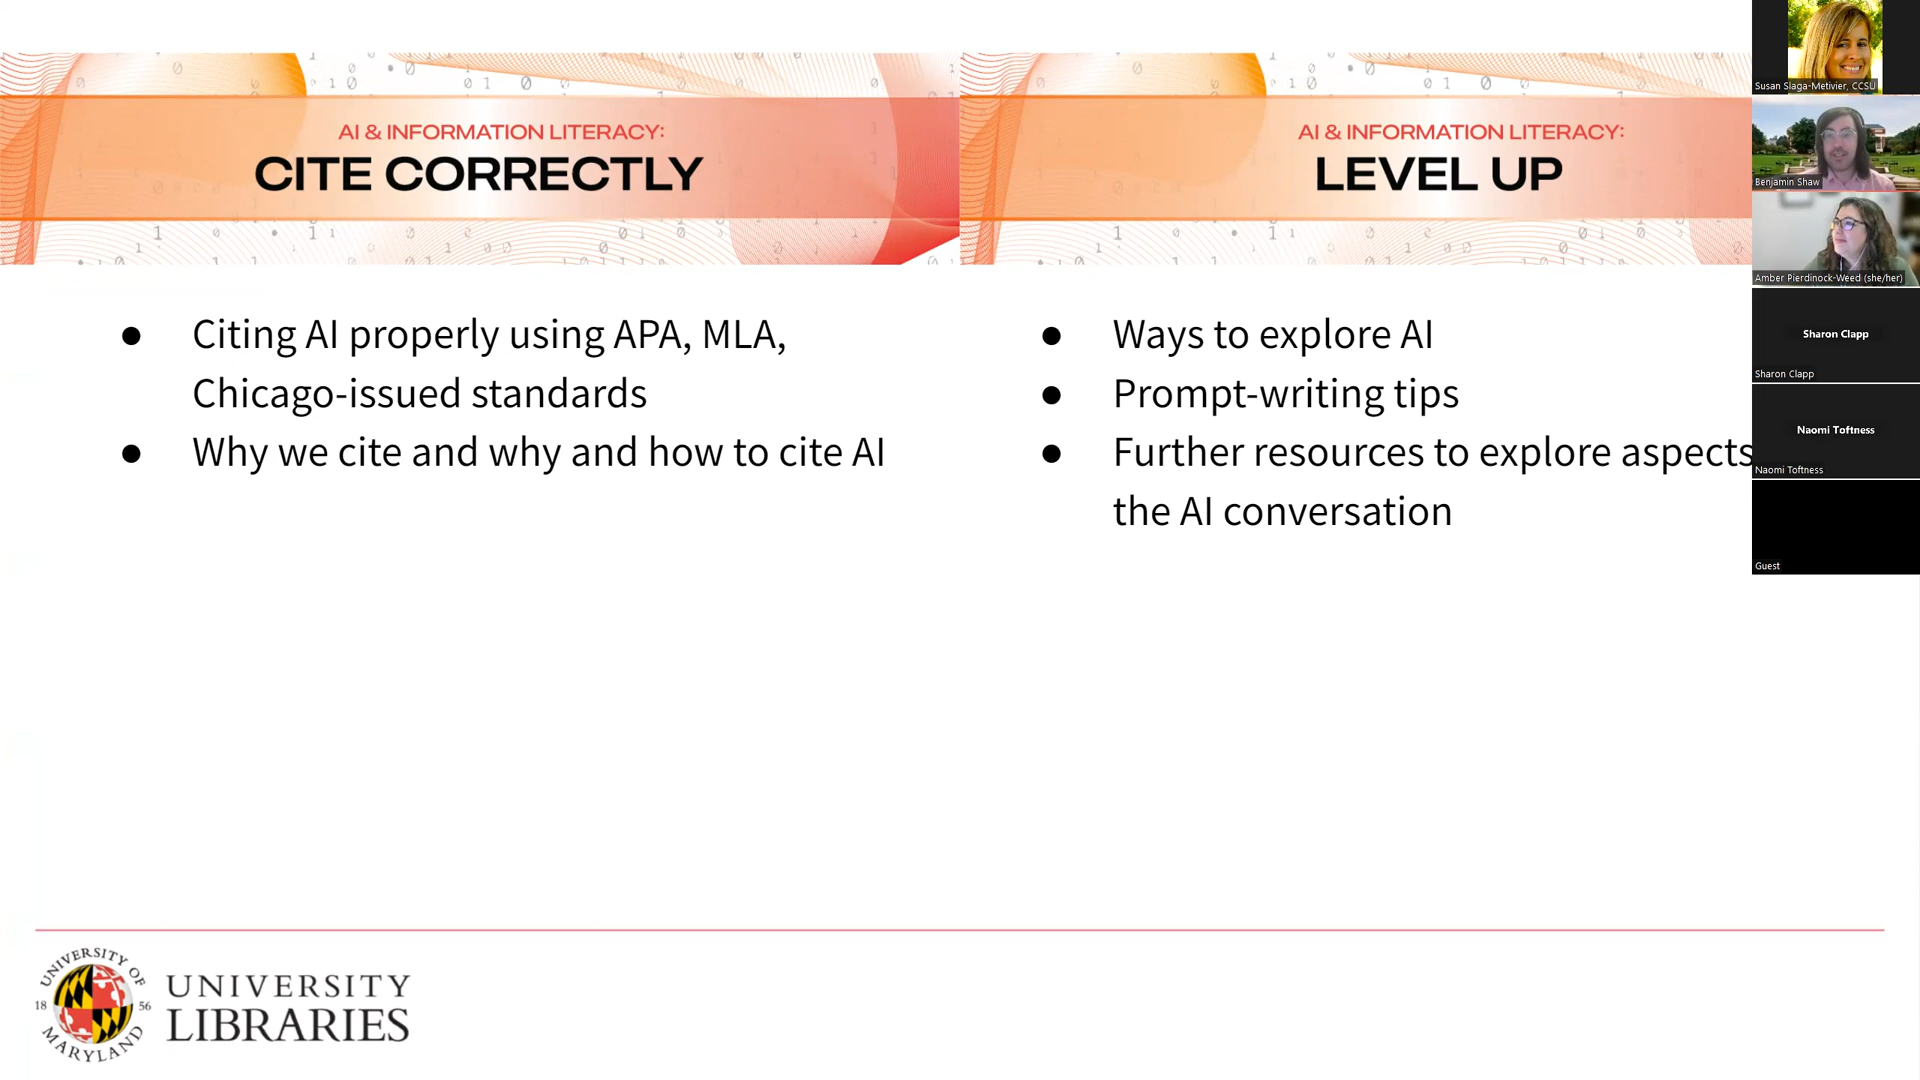 AI & INFORMATION LITERACY:
CITE CORRECTLY
Citing AI properly using APA, MLA,
Chicago-issued standards
Why we cite and why and how to cite AI
AI & INFORMATION LITERACY:
LEVEL UP
Ways to explore AI
Prompt-writing tips
Further resources to explore aspects
the AI conversation
Susan Slaga-Metivier, CCSU
Benjamin Shaw
Amber Pierdinock-Weed (she/her)
Sharon Clapp
Sharon Clapp
Naomi Toftness
Naomi Toftness
Guest
UNIVERSITY OF
18 56
MARYLAND
UNIVERSITY
LIBRARIES